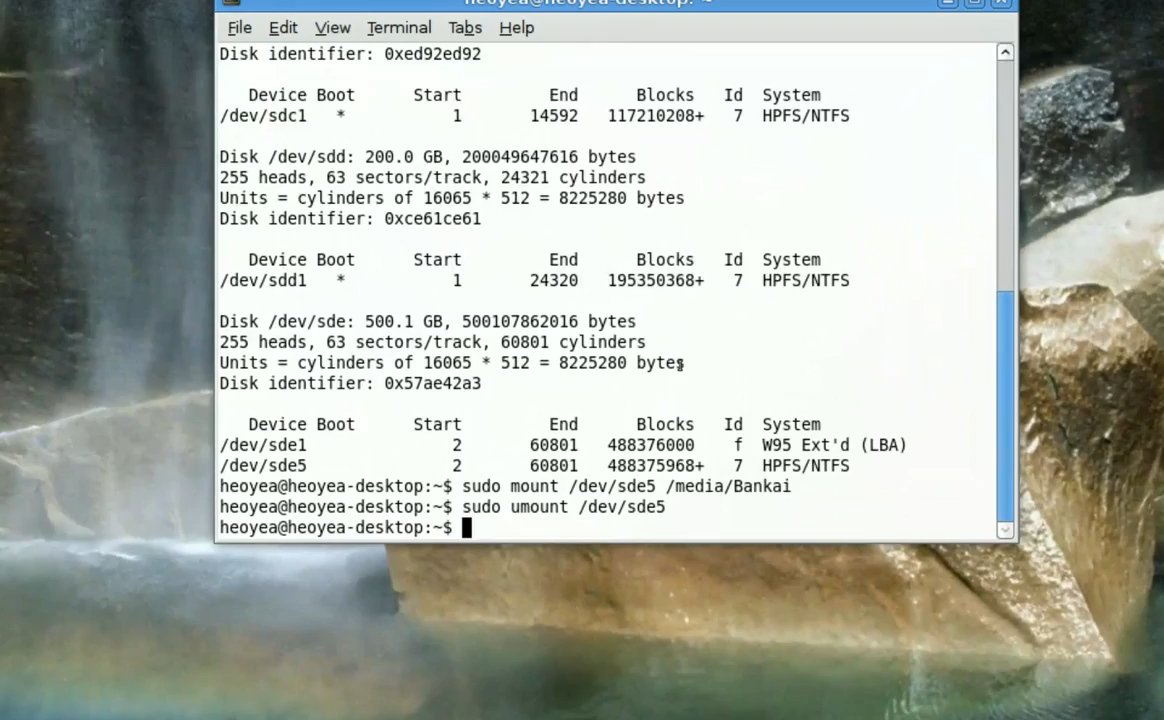 heoyea@heoyea-desktop: ~
File Edit View Terminal Tabs Help
Disk identifier: 0xed92ed92
Device Boot Start End Blocks Id System
/dev/sdc1 * 1 14592 117210208+ 7 HPFS/NTFS
Disk /dev/sdd: 200.0 GB, 200049647616 bytes
255 heads, 63 sectors/track, 24321 cylinders
Units = cylinders of 16065 * 512 = 8225280 bytes
Disk identifier: 0xce61ce61
Device Boot Start End Blocks Id System
/dev/sdd1 * 1 24320 195350368+ 7 HPFS/NTFS
Disk /dev/sde: 500.1 GB, 500107862016 bytes
255 heads, 63 sectors/track, 60801 cylinders
Units = cylinders of 16065 * 512 = 8225280 bytes
Disk identifier: 0x57ae42a3
Device Boot Start End Blocks Id System
/dev/sde1 2 60801 488376000 f W95 Ext'd (LBA)
/dev/sde5 2 60801 488375968+ 7 HPFS/NTFS
heoyea@heoyea-desktop:~$ sudo mount /dev/sde5 /media/Bankai
heoyea@heoyea-desktop:~$ sudo umount /dev/sde5
heoyea@heoyea-desktop:~$